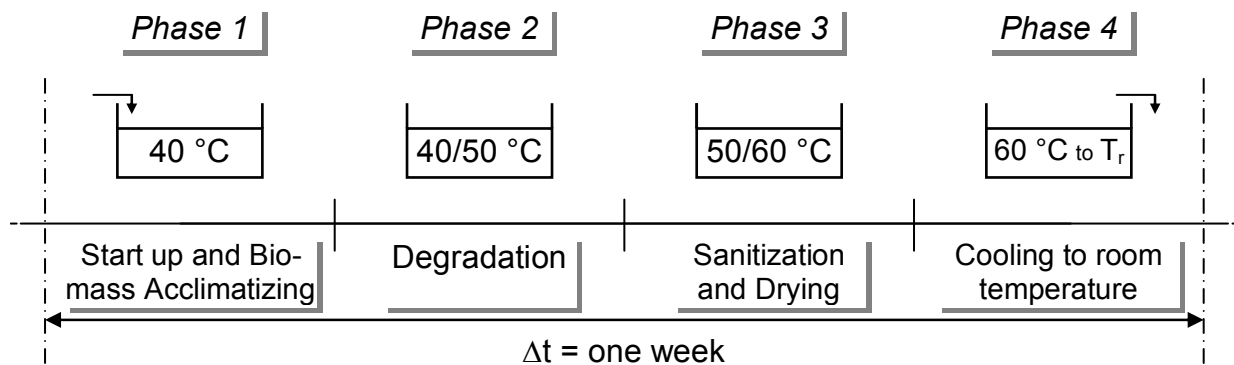 Phase 1 Phase 2 Phase 3 Phase 4
40 °C 40/50 °C 50/60 °C 60 °C to Tr
Start up and Bio-
mass Acclimatizing
Degradation
Sanitization
and Drying
Cooling to room
temperature
Δt = one week